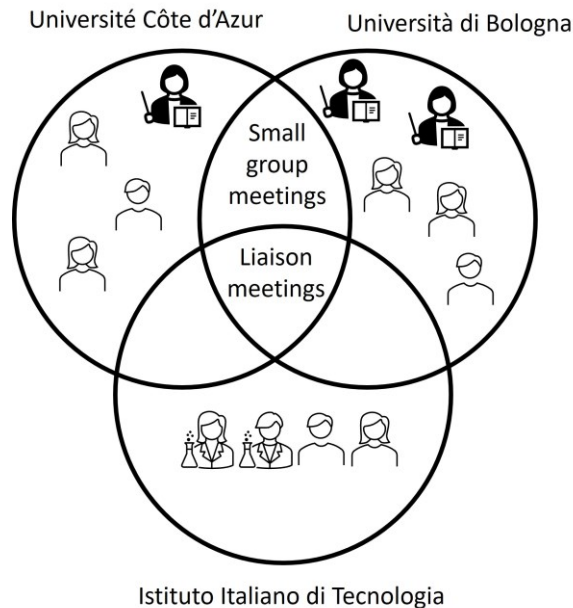 Université Côte d'Azur
Università di Bologna
Small
group
meetings
Liaison
meetings
Istituto Italiano di Tecnologia